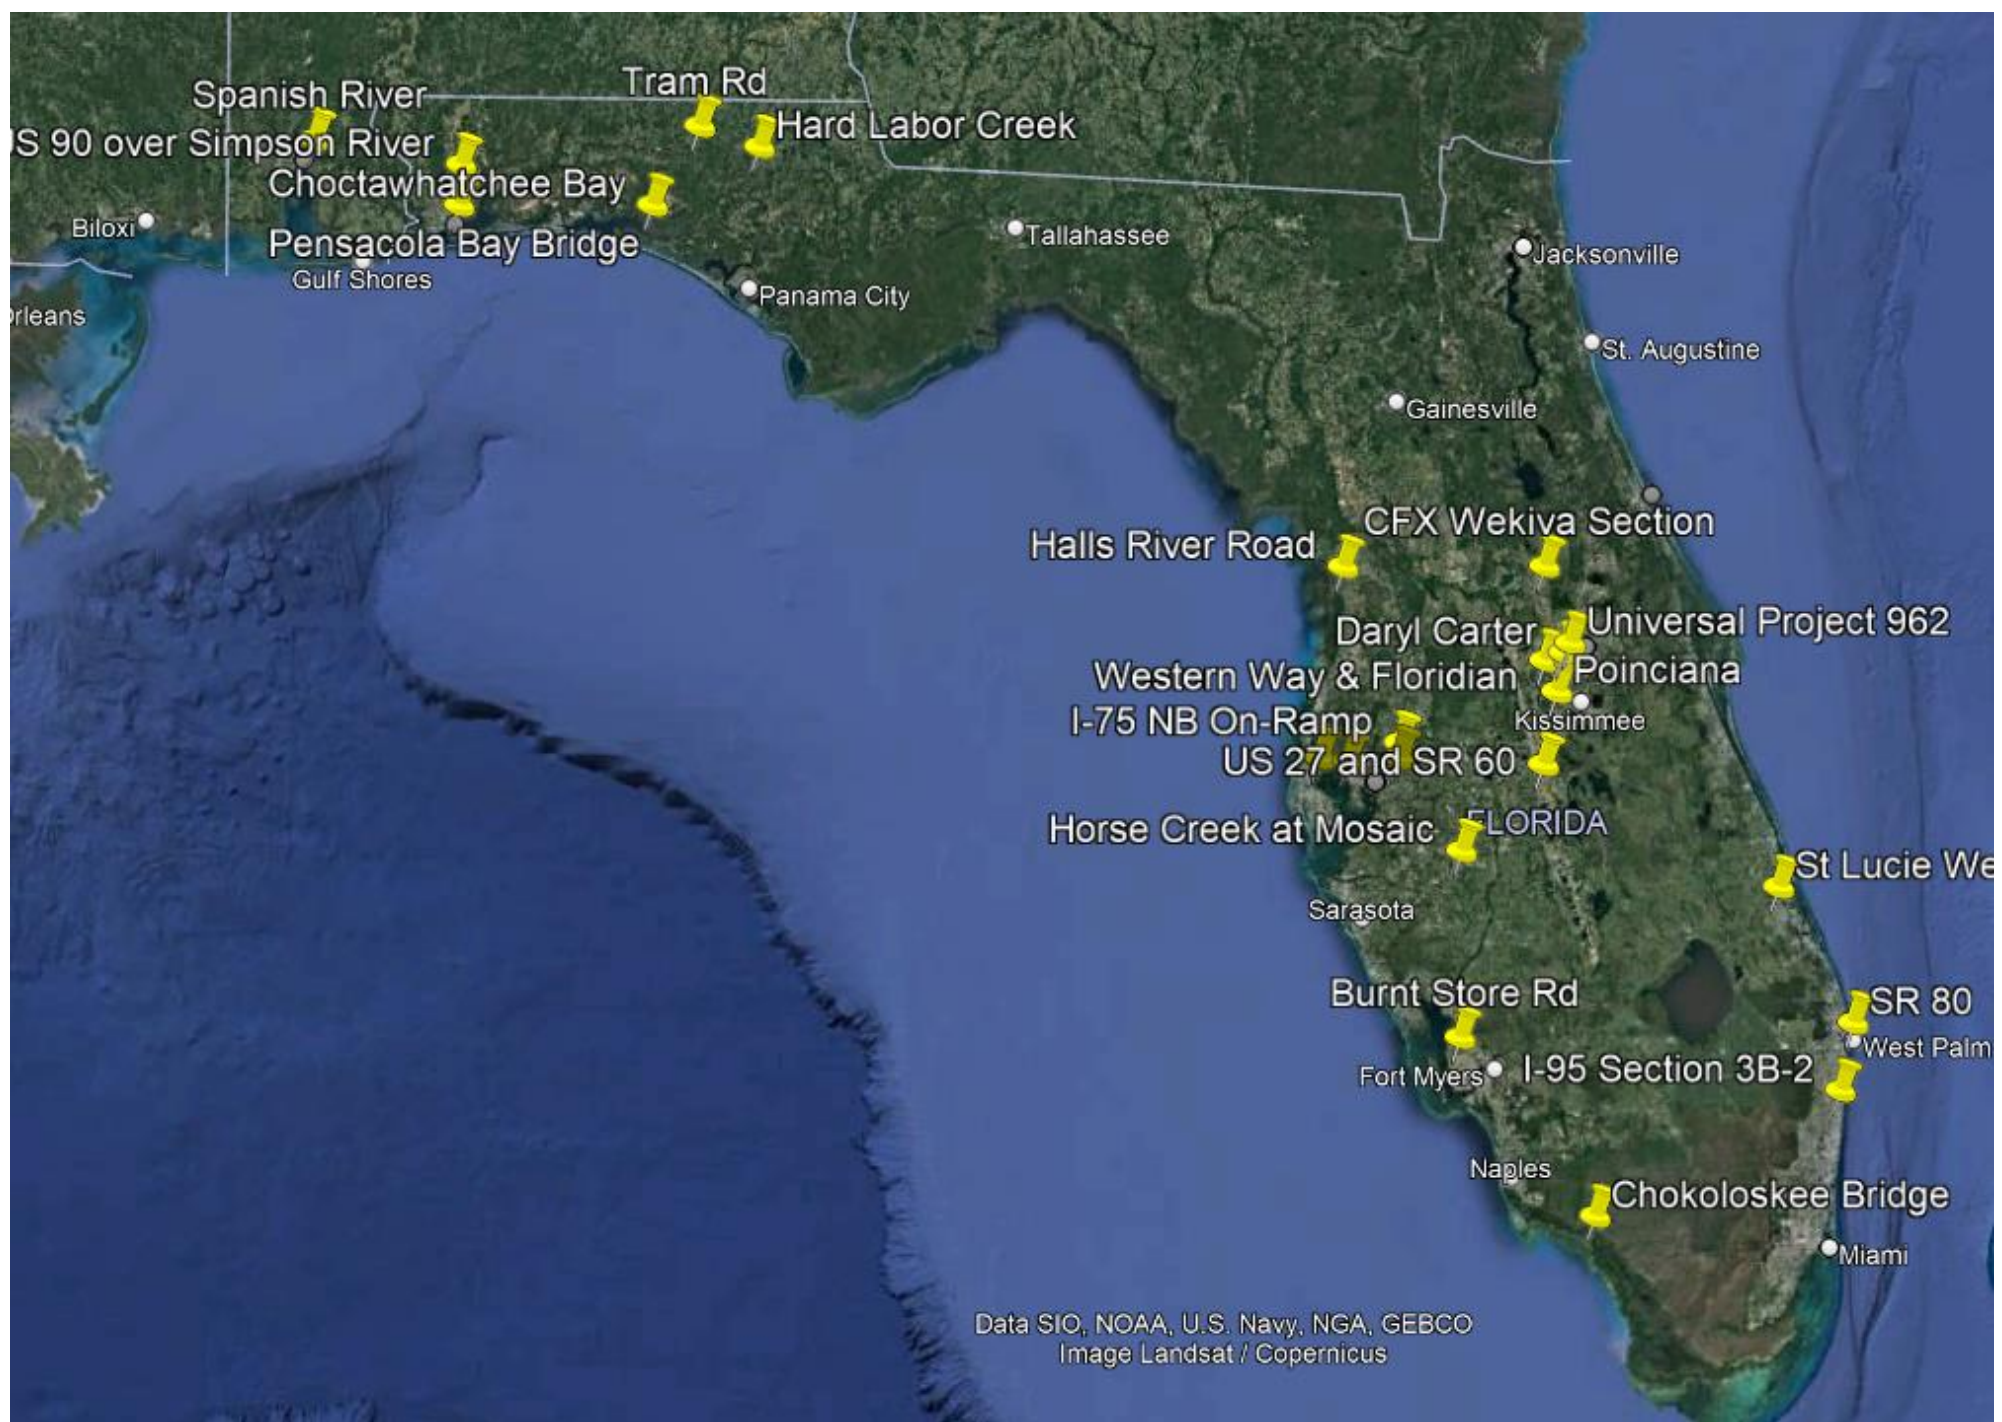 Spanish River
Tram Rd
Hard Labor Creek
US 90 over Simpson River
Choctawhatchee Bay
Biloxi
Pensacola Bay Bridge
Tallahassee
Jacksonville
Gulf Shores
Panama City
rleans
St. Augustine
Gainesville
CFX Wekiva Section
Halls River Road
Daryl Carter
Universal Project 962
Western Way & Floridian
Poinciana
I-75 NB On-Ramp
Kissimmee
US 27 and SR 60
Horse Creek at Mosaic
FLORIDA
St Lucie We
Sarasota
Burnt Store Rd
SR 80
West Palm
Fort Myers
I-95 Section 3B-2
Naples
Chokoloskee Bridge
Miami
Data SIO, NOAA, U.S. Navy, NGA, GEBCO
Image Landsat / Copernicus